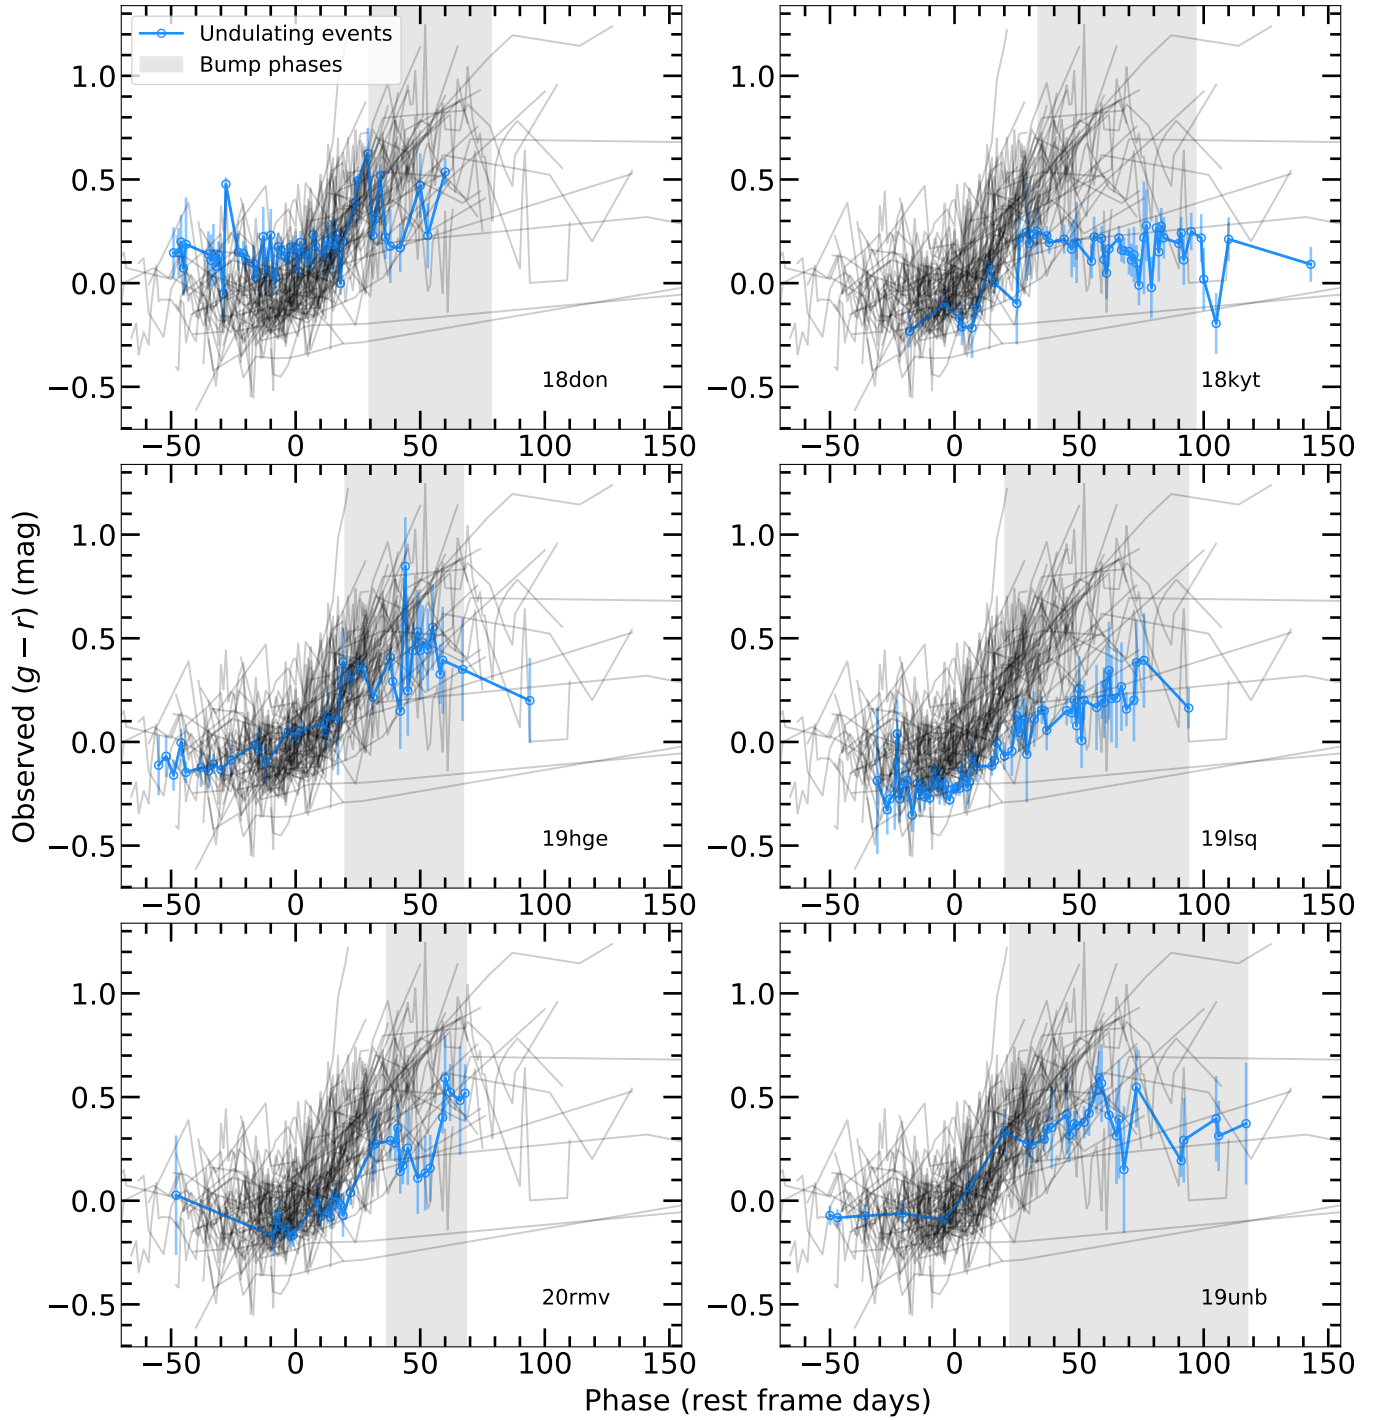 Undulating events
Bump phases
1.0
0.5
0.0
−0.5
18don
−50 0 50 100 150
1.0
0.5
0.0
−0.5
18kyt
−50 0 50 100 150
Observed (g − r) (mag)
1.0
0.5
0.0
−0.5
19hge
−50 0 50 100 150
1.0
0.5
0.0
−0.5
19lsq
−50 0 50 100 150
1.0
0.5
0.0
−0.5
20rmv
−50 0 50 100 150
1.0
0.5
0.0
−0.5
19unb
−50 0 50 100 150
Phase (rest frame days)